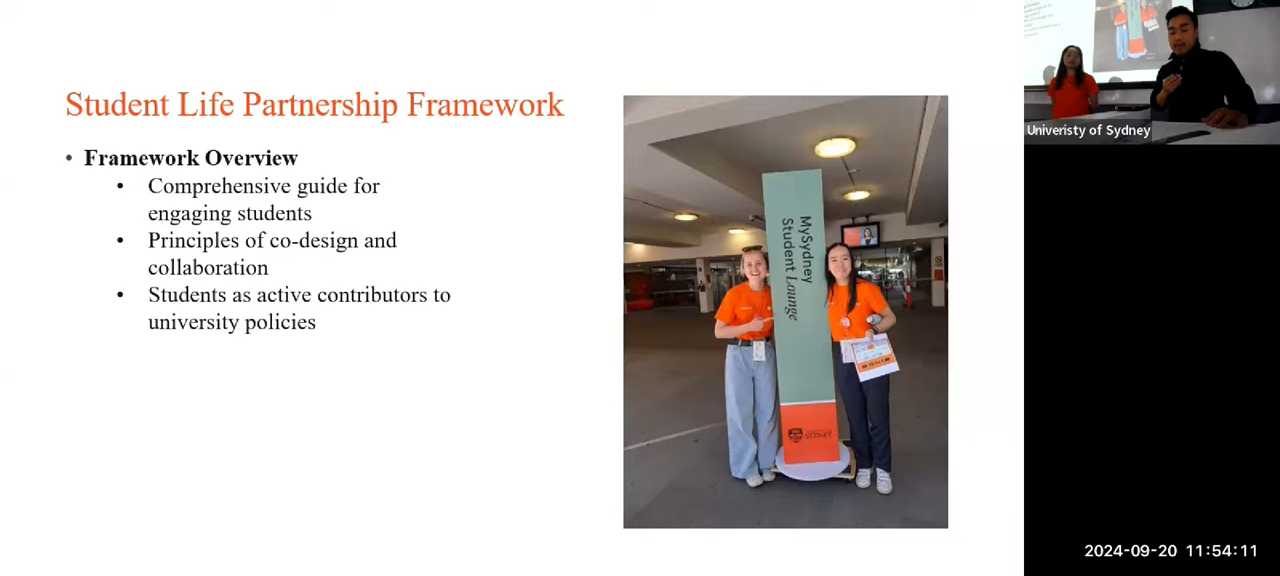 Student Life Partnership Framework
• Framework Overview
• Comprehensive guide for
engaging students
• Principles of co-design and
collaboration
• Students as active contributors to
university policies
MySydney
Student Lounge
SYDNEY
Univeristy of Sydney
2024-09-20 11:54:11